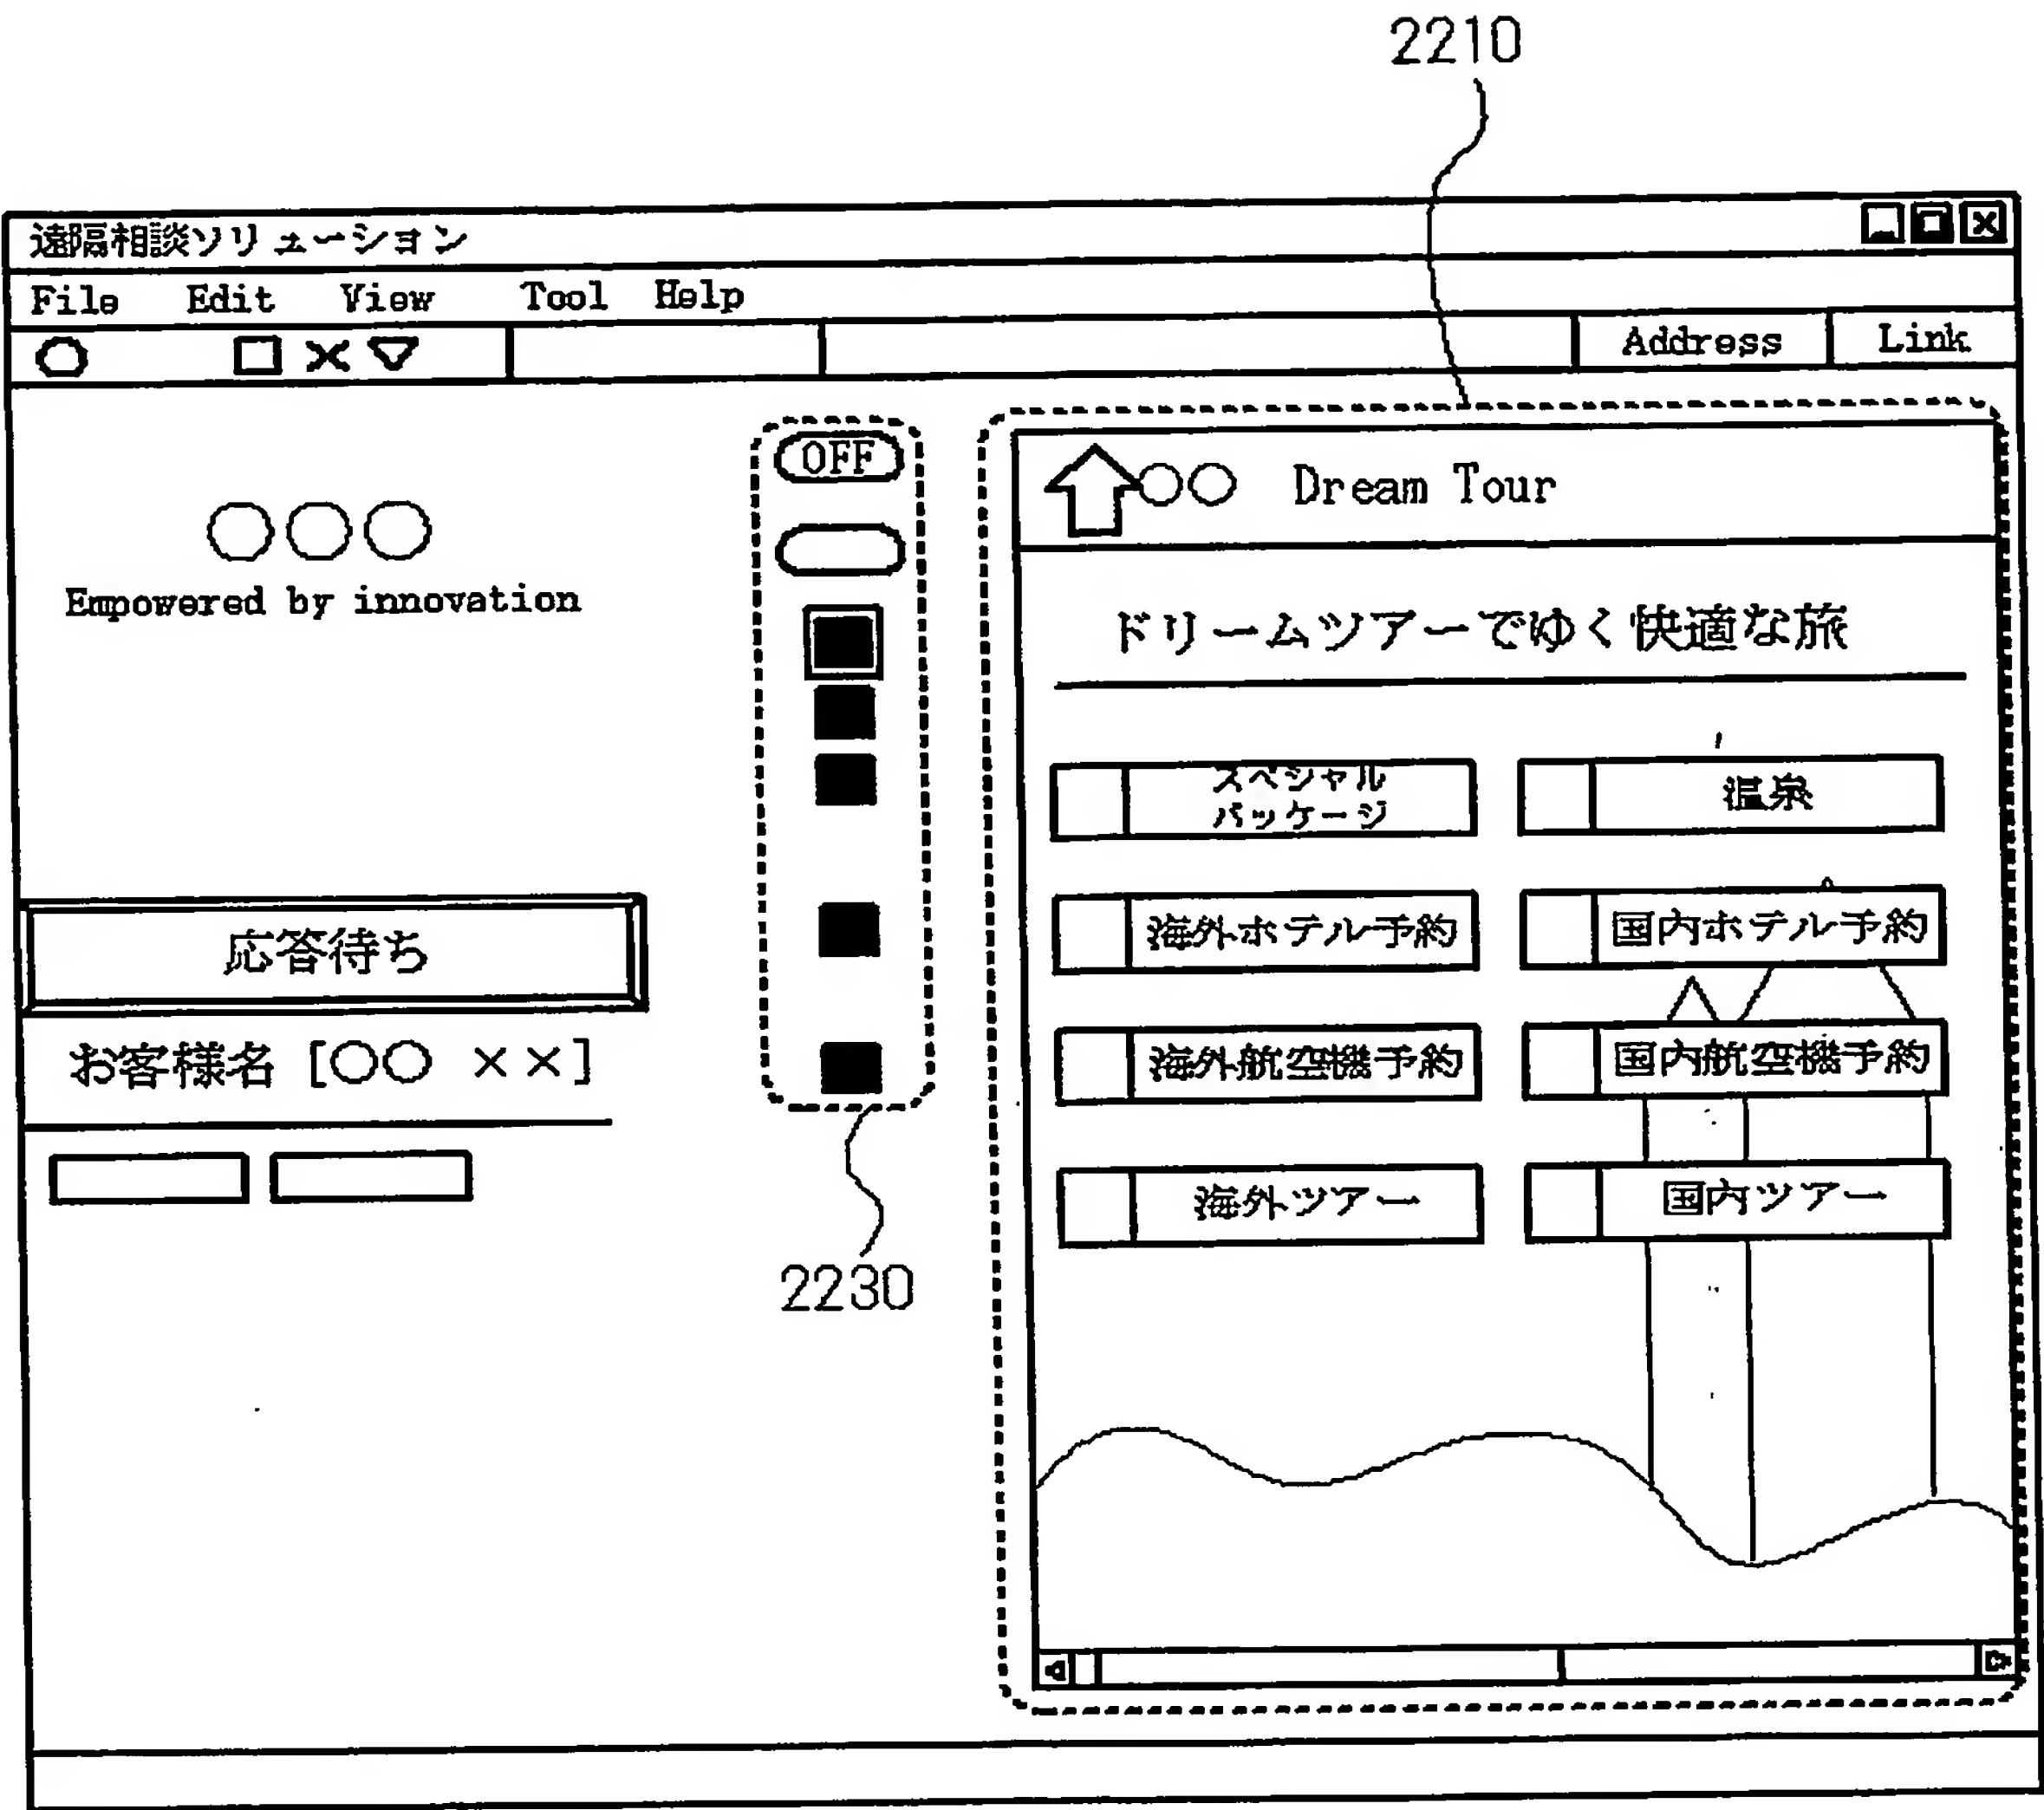 2210
遠隔相談ソリューション
File Edit View Tool Help
Address Link
OFF
○○○
Empowered by innovation
応答待ち
お客様名 [○○ ××]
2230
○○ Dream Tour
ドリームツアーでゆく快適な旅
スペシャル
パッケージ
温泉
海外ホテル予約
国内ホテル予約
海外航空機予約
国内航空機予約
海外ツアー
国内ツアー